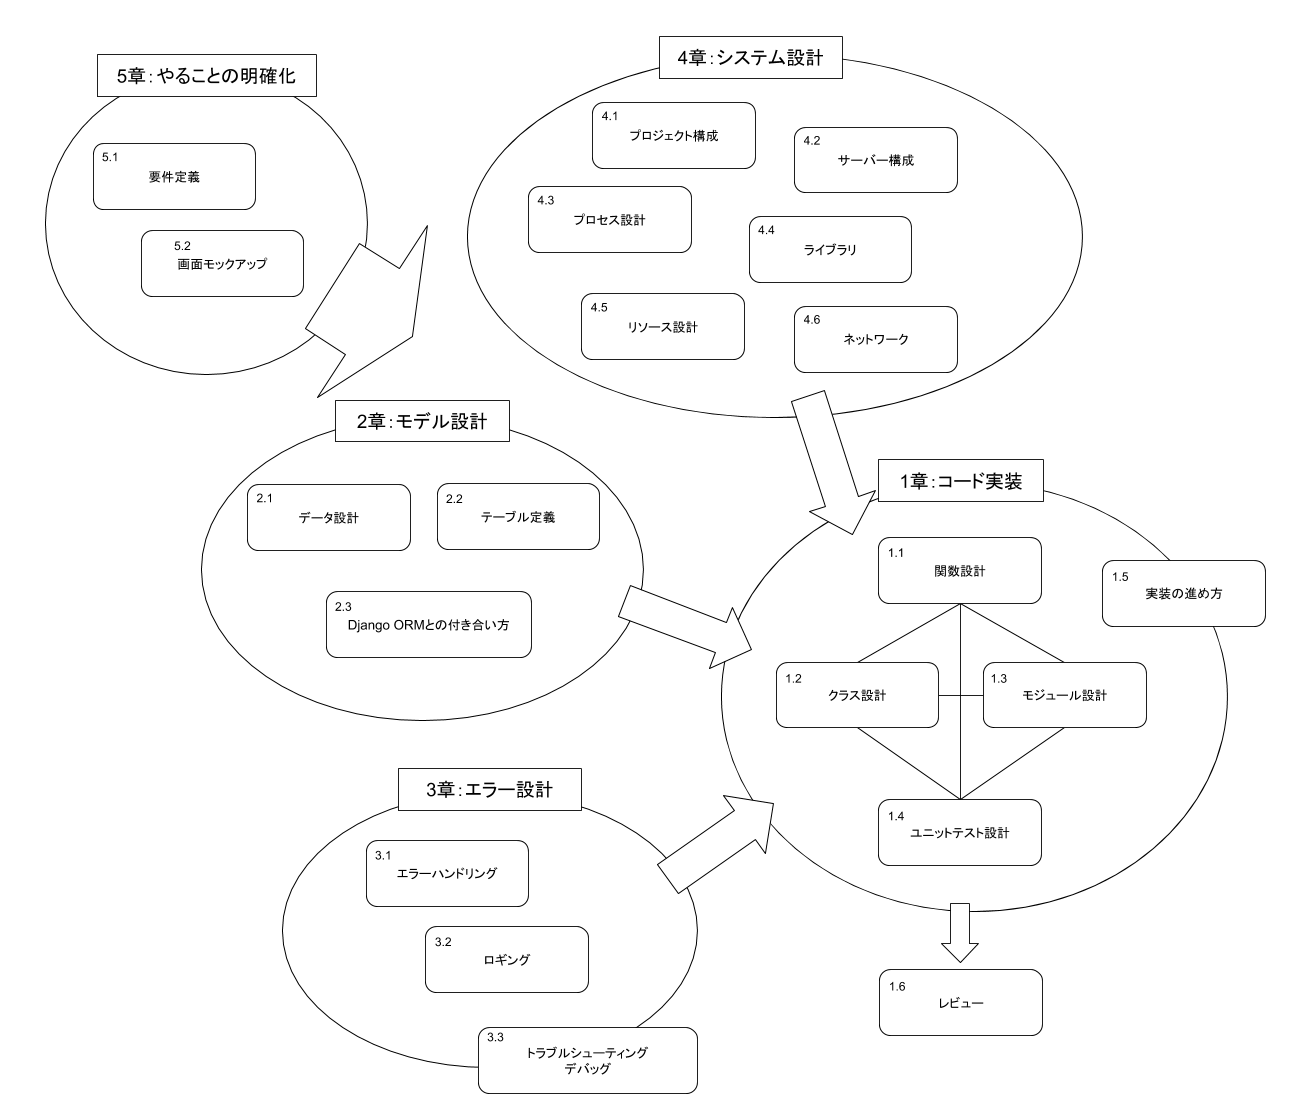 5章：やることの明確化
5.1
要件定義
5.2
画面モックアップ
4章：システム設計
4.1
プロジェクト構成
4.2
サーバー構成
4.3
プロセス設計
4.4
ライブラリ
4.5
リソース設計
4.6
ネットワーク
2章：モデル設計
2.1
データ設計
2.2
テーブル定義
2.3
Django ORMとの付き合い方
1章：コード実装
1.1
関数設計
1.5
実装の進め方
1.2
クラス設計
1.3
モジュール設計
1.4
ユニットテスト設計
3章：エラー設計
3.1
エラーハンドリング
3.2
ロギング
3.3
トラブルシューティング
デバッグ
1.6
レビュー